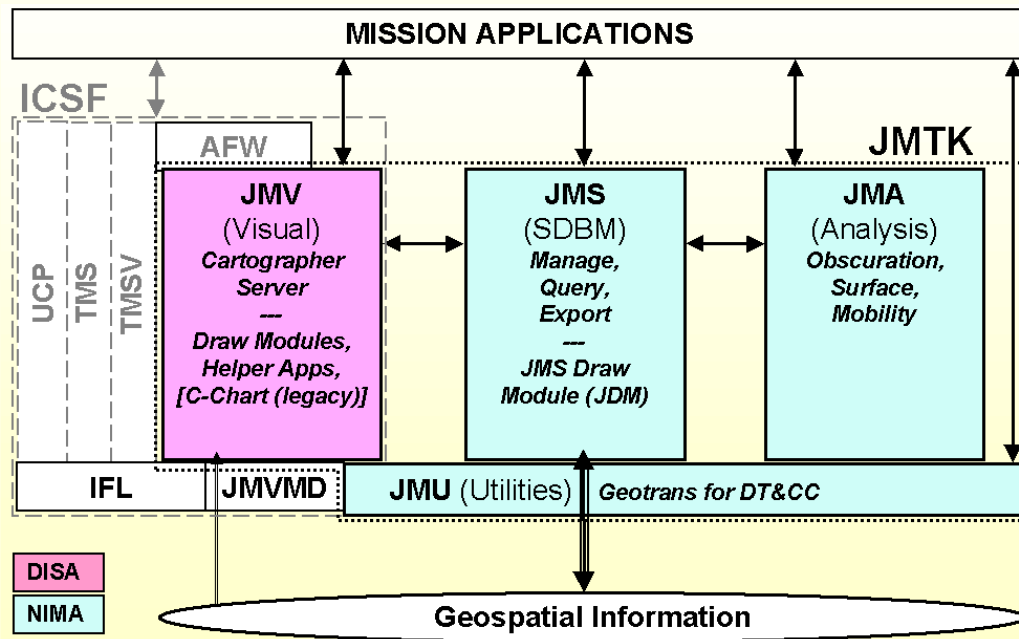 MISSION APPLICATIONS
ICSF
JMTK
AFW
UCP
TMS
TMSV
JMV
(Visual)
Cartographer
Server
---
Draw Modules,
Helper Apps,
[C-Chart (legacy)]
JMS
(SDBM)
Manage,
Query,
Export
---
JMS Draw
Module (JDM)
JMA
(Analysis)
Obscuration,
Surface,
Mobility
IFL
JMVMD
JMU (Utilities) Geotrans for DT&CC
DISA
NIMA
Geospatial Information